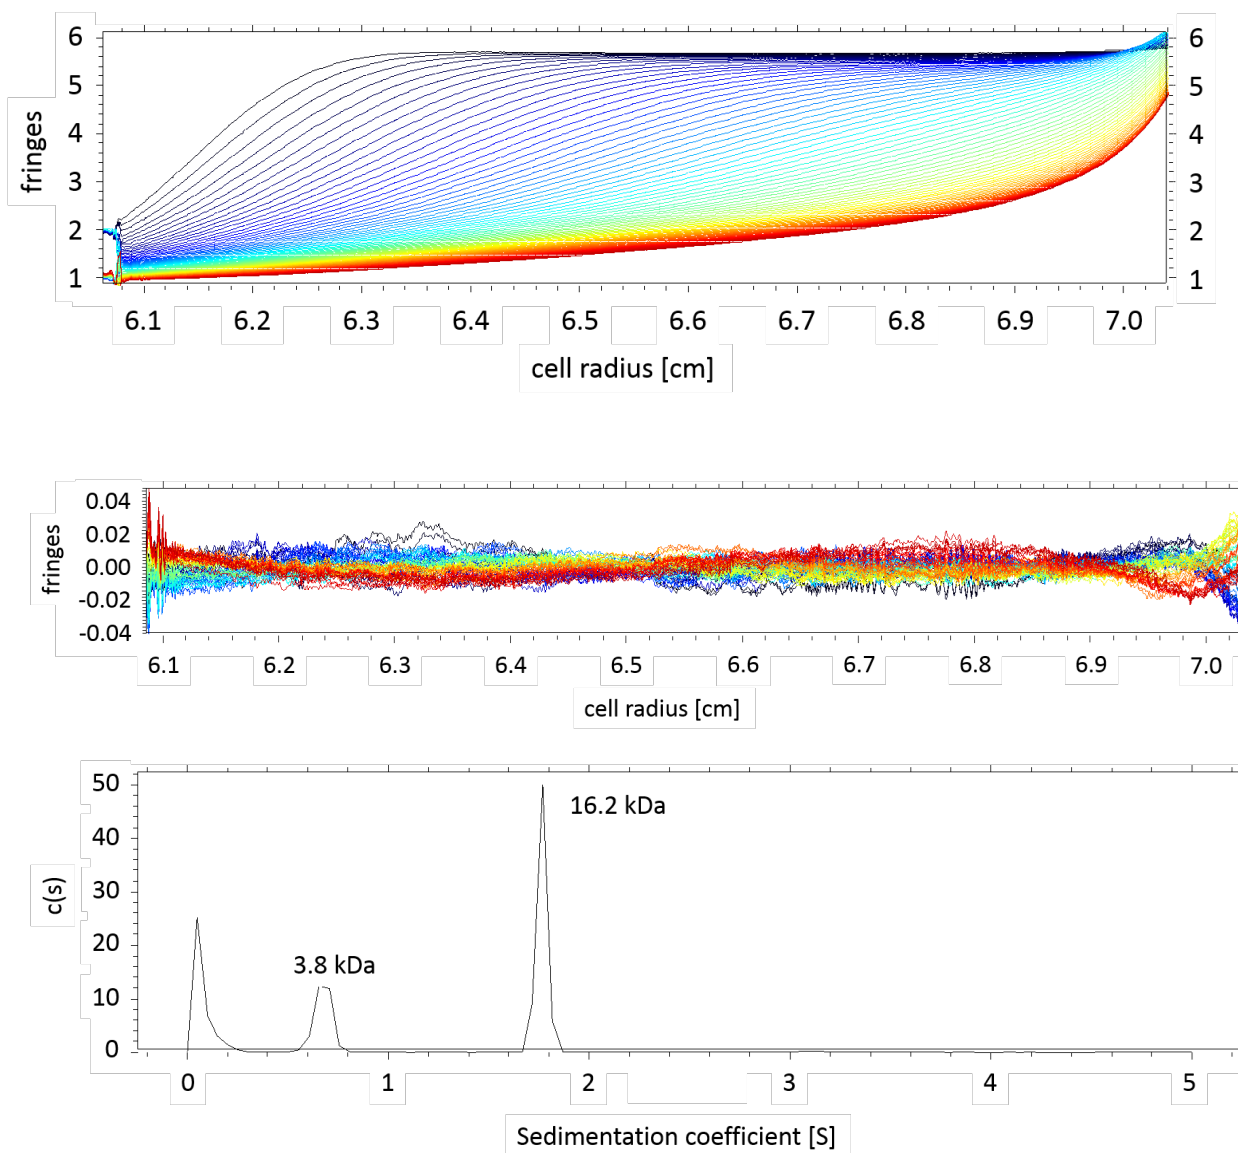 6 6
5 5
4 4
3 3
2 2
1 1
fringes
6.1 6.2 6.3 6.4 6.5 6.6 6.7 6.8 6.9 7.0
cell radius [cm]
0.04
0.02
0.00
-0.02
-0.04
fringes
6.1 6.2 6.3 6.4 6.5 6.6 6.7 6.8 6.9 7.0
cell radius [cm]
50
40
30
20
10
0
c(s)
16.2 kDa
3.8 kDa
0 1 2 3 4 5
Sedimentation coefficient [S]